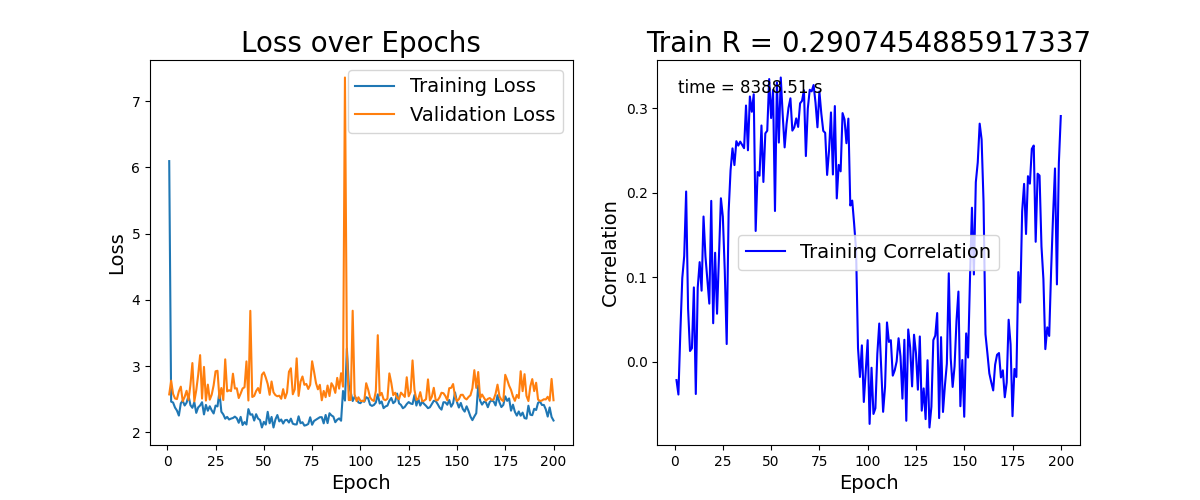 Loss over Epochs
Training Loss
Validation Loss
7
6
5
4
3
2
Loss
0 25 50 75 100 125 150 175 200
Epoch
Train R = 0.2907454885917337
time = 8388.51 s
Training Correlation
0.3
0.2
0.1
0.0
Correlation
0 25 50 75 100 125 150 175 200
Epoch